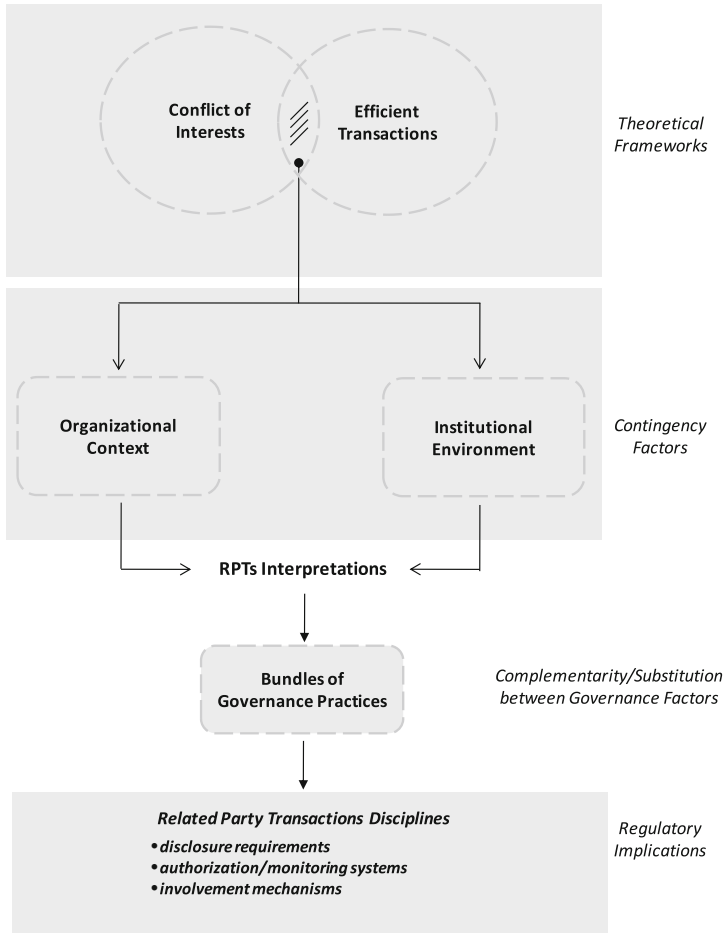 Conflict of
Interests
Efficient
Transactions
Theoretical
Frameworks
Organizational
Context
Institutional
Environment
Contingency
Factors
RPTs Interpretations
Bundles of
Governance Practices
Complementarity/Substitution
between Governance Factors
Related Party Transactions Disciplines
• disclosure requirements
• authorization/monitoring systems
• involvement mechanisms
Regulatory
Implications